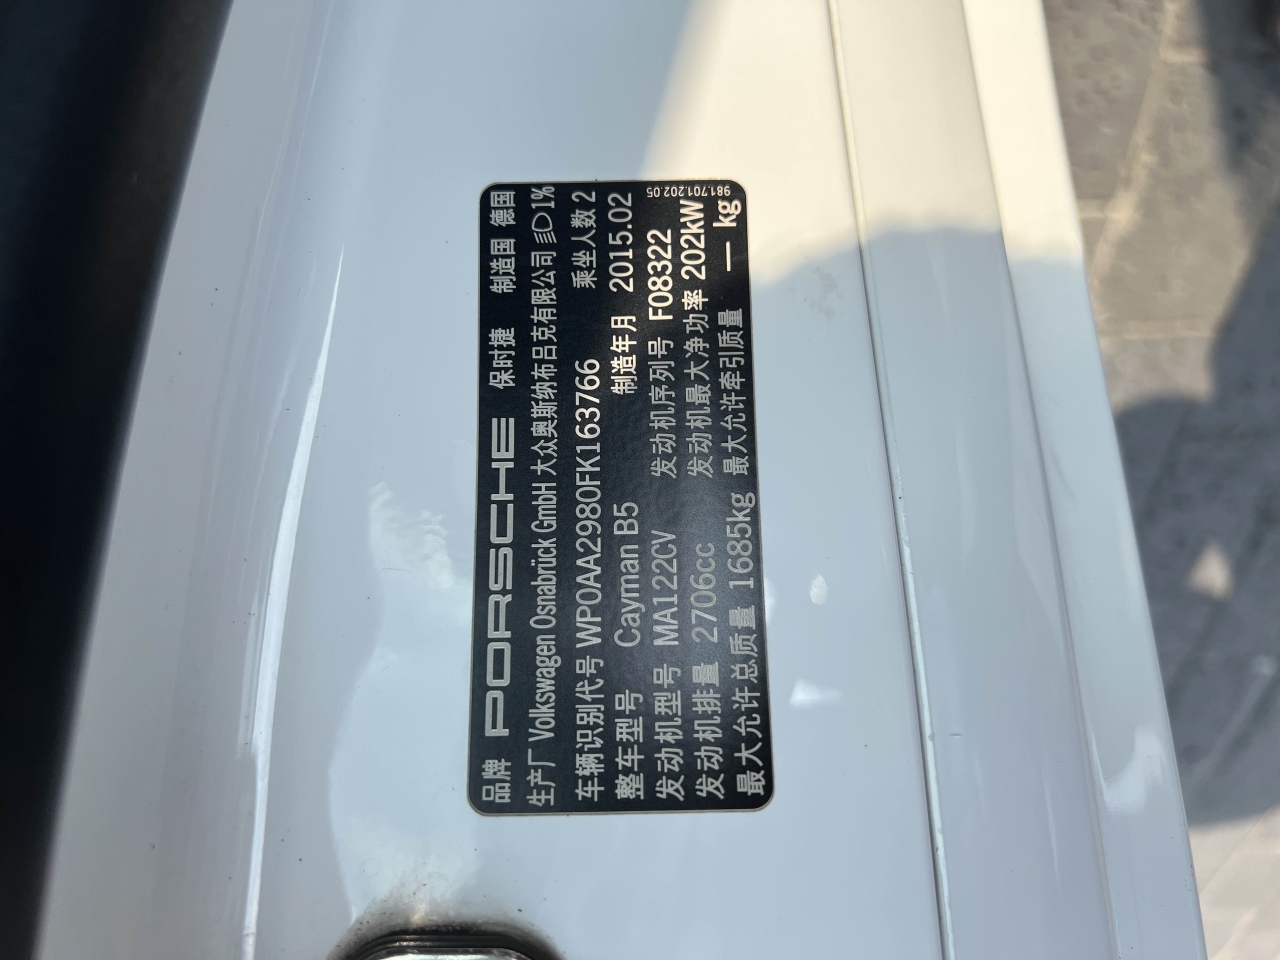 品牌 PORSCHE 保时捷 制造国 德国
生产厂 Volkswagen Osnabrück GmbH 大众奥斯纳布吕克有限公司 1%
车辆识别代号 WP0AA2980FK163766 乘坐人数 2
整车型号 Cayman B5 制造年月 2015.02
发动机型号 MA122CV 发动机序列号 F08322
发动机排量 2706cc 发动机最大净功率 202kW
最大允许总质量 1685kg 最大允许牵引质量 — kg
981.701.202.05